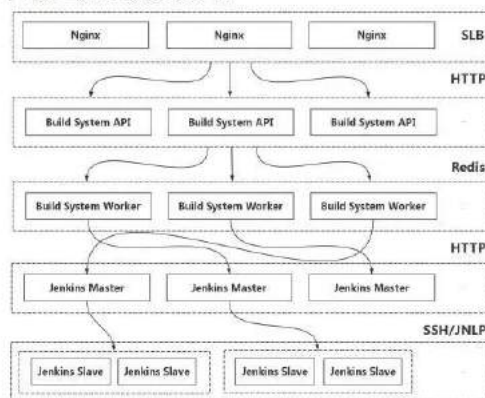 Nginx Nginx Nginx SLB
HTTP
Build System API Build System API Build System API
Redis
Build System Worker Build System Worker Build System Worker
HTTP
Jenkins Master Jenkins Master Jenkins Master
SSH/JNLP
Jenkins Slave Jenkins Slave Jenkins Slave Jenkins Slave